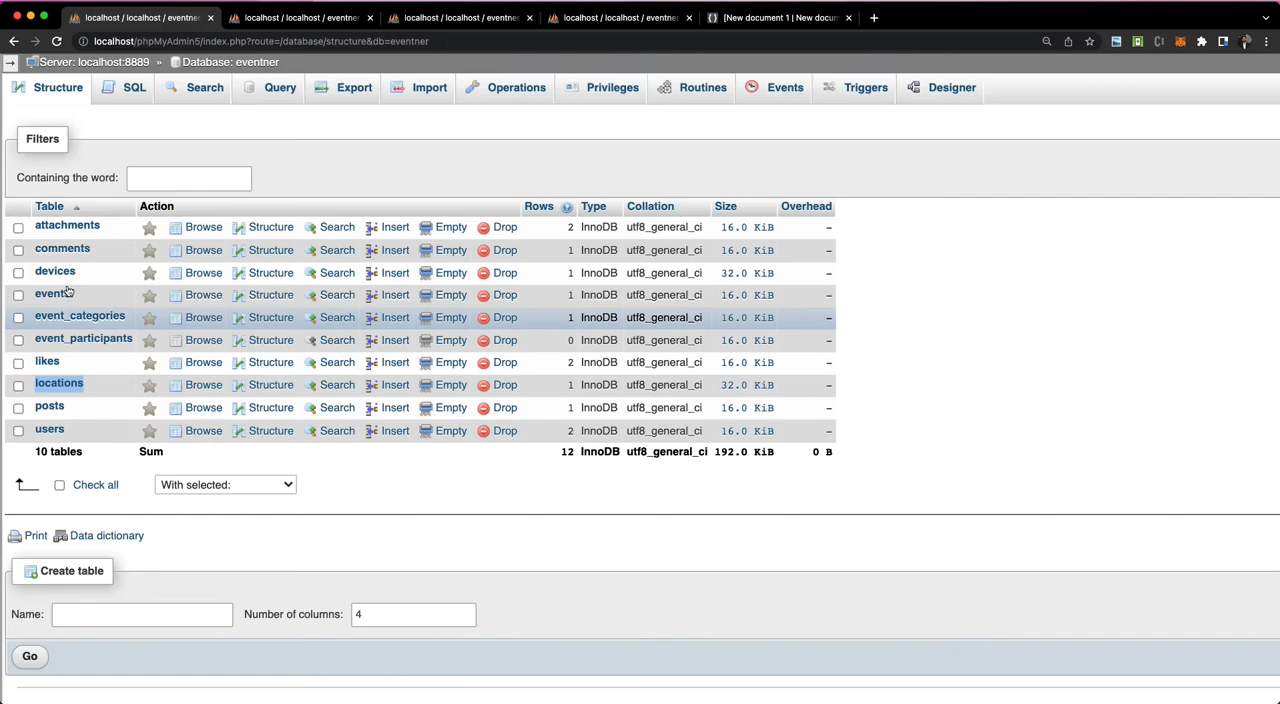 localhost / localhost / eventner
localhost / localhost / eventner
localhost / localhost / eventner
localhost / localhost / eventner
[New document 1 | New docum
localhost/phpMyAdmin5/index.php?route=/database/structure&db=eventner
Server: localhost:8889 » Database: eventner
Structure SQL Search Query Export Import Operations Privileges Routines Events Triggers Designer
Filters
Containing the word:
Table Action Rows Type Collation Size Overhead
attachments Browse Structure Search Insert Empty Drop 2 InnoDB utf8_general_ci 16.0 KiB -
comments Browse Structure Search Insert Empty Drop 1 InnoDB utf8_general_ci 16.0 KiB -
devices Browse Structure Search Insert Empty Drop 1 InnoDB utf8_general_ci 32.0 KiB -
events Browse Structure Search Insert Empty Drop 1 InnoDB utf8_general_ci 16.0 KiB -
event_categories Browse Structure Search Insert Empty Drop 1 InnoDB utf8_general_ci 16.0 KiB -
event_participants Browse Structure Search Insert Empty Drop 0 InnoDB utf8_general_ci 16.0 KiB -
likes Browse Structure Search Insert Empty Drop 2 InnoDB utf8_general_ci 16.0 KiB -
locations Browse Structure Search Insert Empty Drop 1 InnoDB utf8_general_ci 32.0 KiB -
posts Browse Structure Search Insert Empty Drop 1 InnoDB utf8_general_ci 16.0 KiB -
users Browse Structure Search Insert Empty Drop 2 InnoDB utf8_general_ci 16.0 KiB -
10 tables Sum 12 InnoDB utf8_general_ci 192.0 KiB 0 B
Check all With selected:
Print Data dictionary
Create table
Name: Number of columns: 4
Go